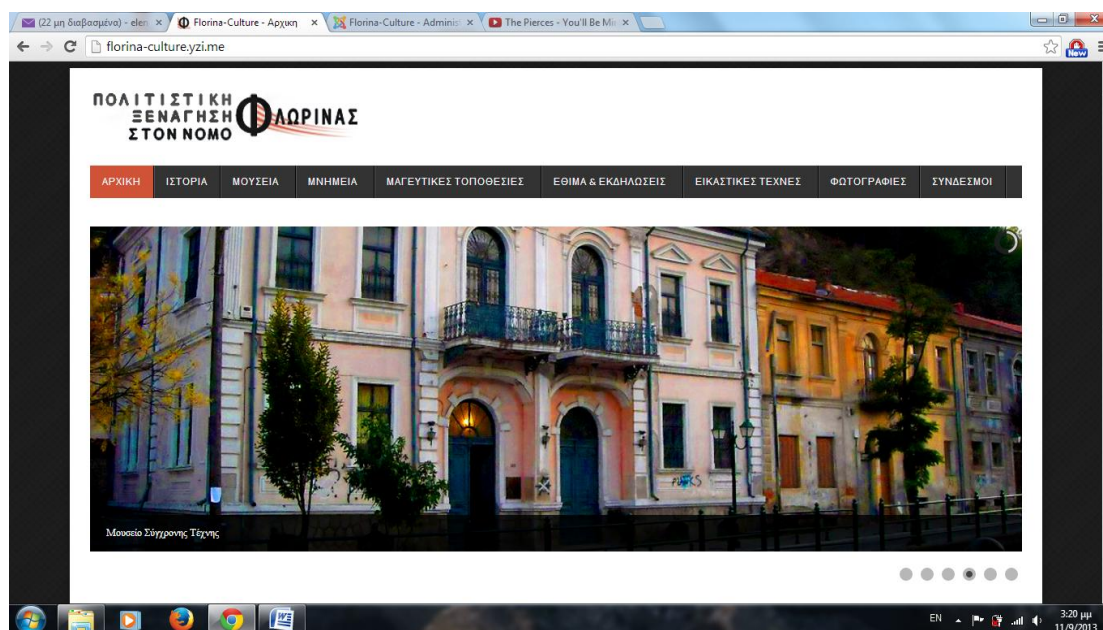 (22 μη διαβασμένα) - elen
Florina-Culture - Αρχικη
Florina-Culture - Administ
The Pierces - You'll Be Mi
florina-culture.yzi.me
New
ΠΟΛΙΤΙΣΤΙΚΗ
ΞΕΝΑΓΗΣΗ
ΣΤΟΝ ΝΟΜΟ
ΦΛΩΡΙΝΑΣ
ΑΡΧΙΚΗ ΙΣΤΟΡΙΑ ΜΟΥΣΕΙΑ ΜΝΗΜΕΙΑ ΜΑΓΕΥΤΙΚΕΣ ΤΟΠΟΘΕΣΙΕΣ ΕΘΙΜΑ & ΕΚΔΗΛΩΣΕΙΣ ΕΙΚΑΣΤΙΚΕΣ ΤΕΧΝΕΣ ΦΩΤΟΓΡΑΦΙΕΣ ΣΥΝΔΕΣΜΟΙ
Μουσείο Σύγχρονης Τέχνης
EN
3:20 μμ
11/9/2013